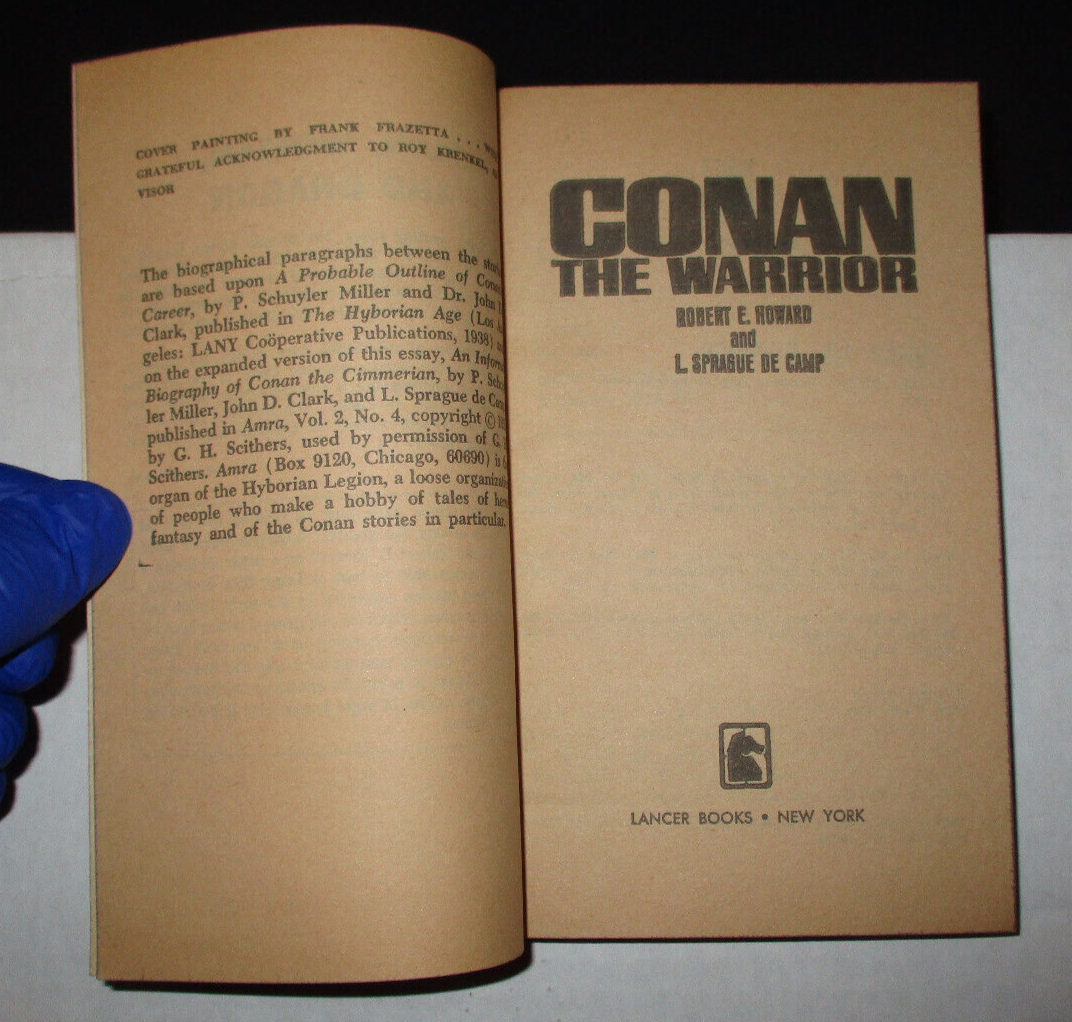 COVER PAINTING BY FRANK FRAZETTA . . .
GRATEFUL ACKNOWLEDGMENT TO ROY KRENKEL,
VISOR
The biographical paragraphs between the
are based upon A Probable Outline of
Career, by P. Schuyler Miller and Dr. John
Clark, published in The Hyborian Age (Los
geles: LANY Coöperative Publications, 1938)
on the expanded version of this essay, An
Biography of Conan the Cimmerian, by P.
ler Miller, John D. Clark, and L. Sprague de
published in Amra, Vol. 2, No. 4, copyright ©
by G. H. Scithers, used by permission of G.
Scithers. Amra (Box 9120, Chicago, 60690) is
organ of the Hyborian Legion, a loose
of people who make a hobby of tales of
fantasy and of the Conan stories in particular.
CONAN
THE WARRIOR
ROBERT E. HOWARD
and
L. SPRAGUE DE CAMP
LANCER BOOKS • NEW YORK